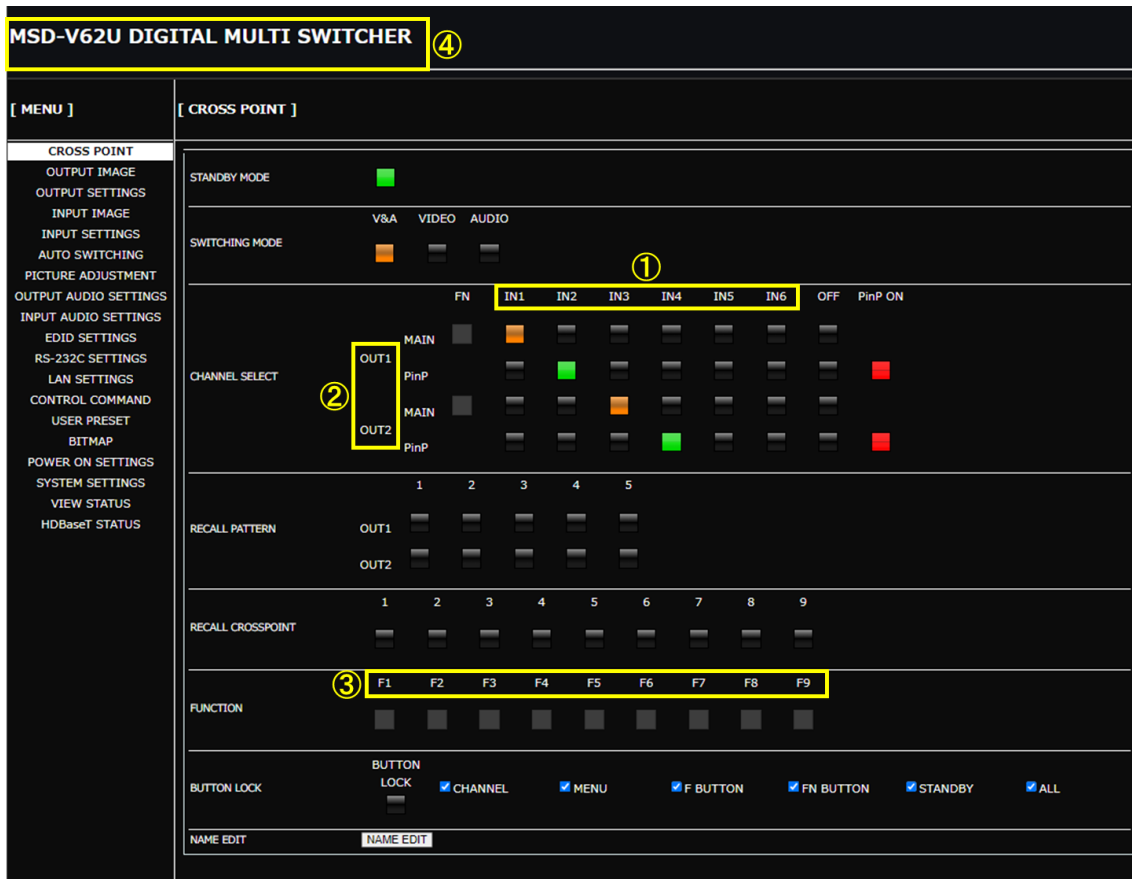 MSD-V62U DIGITAL MULTI SWITCHER ④
[ MENU ]
[ CROSS POINT ]
CROSS POINT
OUTPUT IMAGE
OUTPUT SETTINGS
INPUT IMAGE
INPUT SETTINGS
AUTO SWITCHING
PICTURE ADJUSTMENT
OUTPUT AUDIO SETTINGS
INPUT AUDIO SETTINGS
EDID SETTINGS
RS-232C SETTINGS
LAN SETTINGS
CONTROL COMMAND
USER PRESET
BITMAP
POWER ON SETTINGS
SYSTEM SETTINGS
VIEW STATUS
HDBaseT STATUS
STANDBY MODE
V&A VIDEO AUDIO
SWITCHING MODE
①
FN IN1 IN2 IN3 IN4 IN5 IN6 OFF PinP ON
MAIN
OUT1
CHANNEL SELECT
PinP
②
MAIN
OUT2
PinP
1 2 3 4 5
RECALL PATTERN
OUT1
OUT2
1 2 3 4 5 6 7 8 9
RECALL CROSSPOINT
③ F1 F2 F3 F4 F5 F6 F7 F8 F9
FUNCTION
BUTTON
LOCK
BUTTON LOCK
CHANNEL MENU F BUTTON FN BUTTON STANDBY ALL
NAME EDIT NAME EDIT